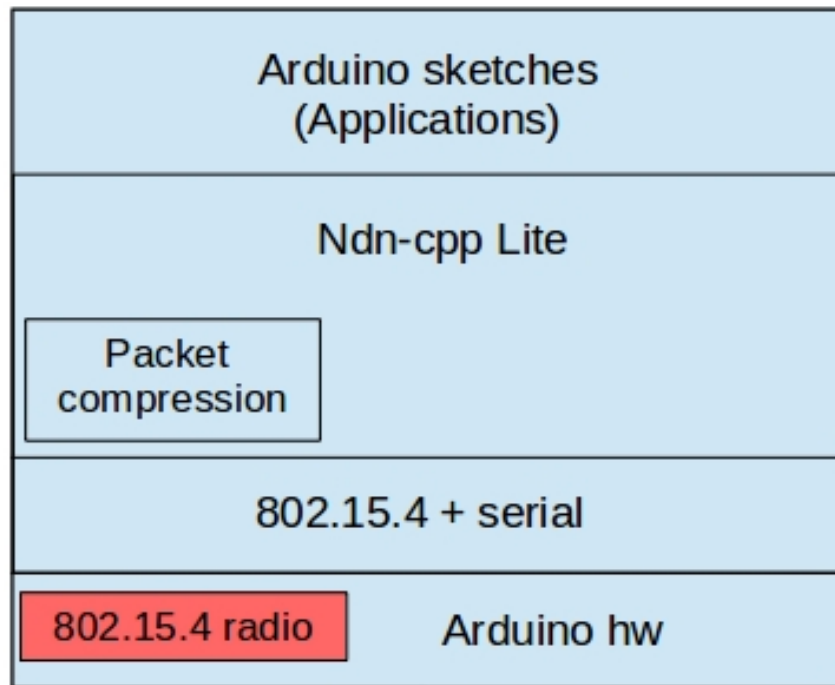 Arduino sketches
(Applications)
Ndn-cpp Lite
Packet
compression
802.15.4 + serial
802.15.4 radio
Arduino hw